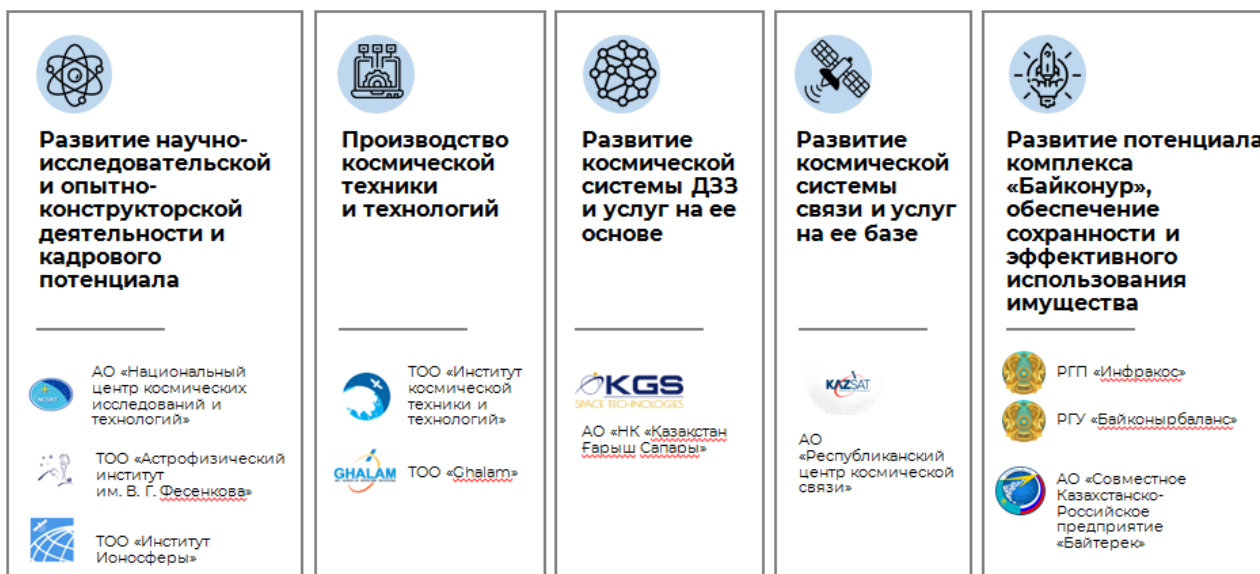 Развитие научно-
исследовательской
и опытно-
конструкторской
деятельности и
кадрового
потенциала
АО «Национальный
центр космических
исследований и
технологий»
ТОО «Астрофизический
институт
им. В. Г. Фесенкова»
ТОО «Институт
Ионосферы»
Производство
космической
техники
и технологий
ТОО «Институт
космической
техники и
технологий»
GHALAM
ТОО «Ghalam»
Развитие
космической
системы ДЗЗ
и услуг на ее
основе
KGS
SPACE TECHNOLOGIES
АО «НК «Қазақстан
Ғарыш Сапары»
Развитие
космической
системы
связи и услуг
на ее базе
KAZSAT
АО
«Республиканский
центр космической
связи»
Развитие потенциала
комплекса
«Байконур»,
обеспечение
сохранности и
эффективного
использования
имущества
РГП «Инфракос»
РГУ «Байконырбаланс»
АО «Совместное
Казахстанско-
Российское
предприятие
«Байтерек»